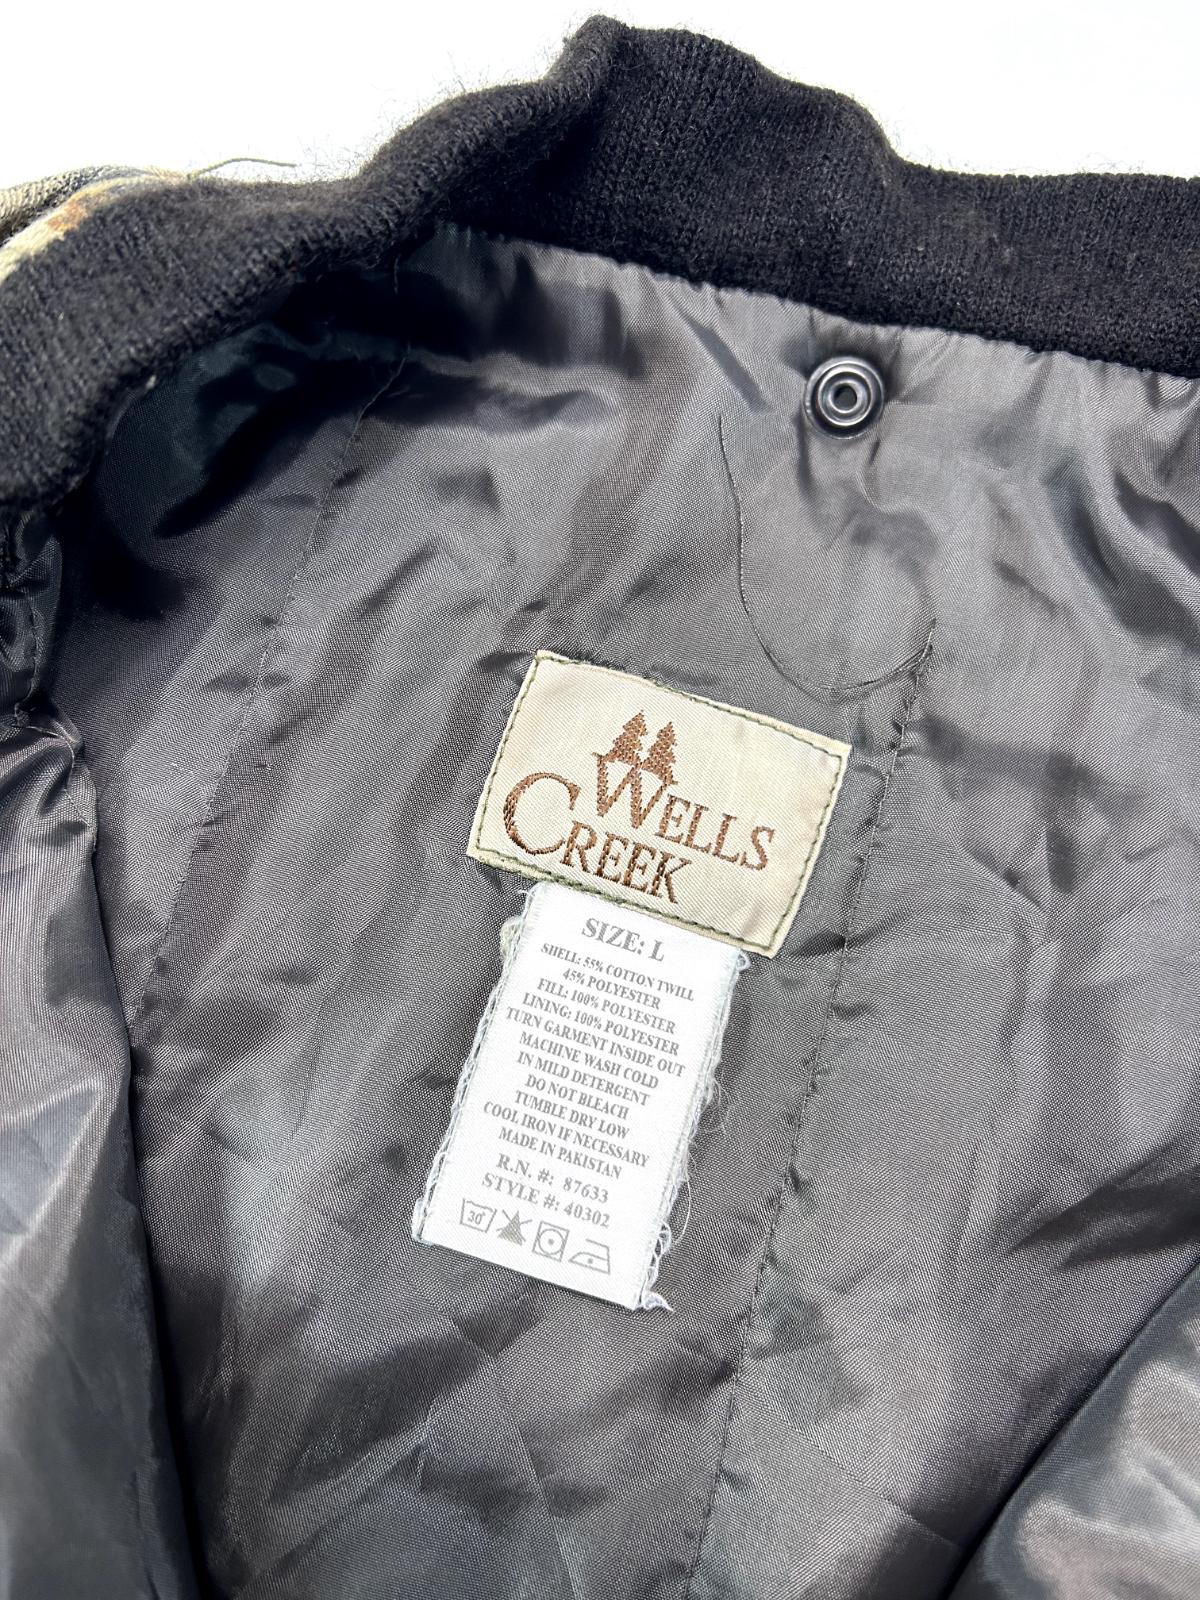 WELLS
CREEK
SIZE: L
SHELL: 55% COTTON TWILL
45% POLYESTER
FILL: 100% POLYESTER
LINING: 100% POLYESTER
TURN GARMENT INSIDE OUT
MACHINE WASH COLD
IN MILD DETERGENT
DO NOT BLEACH
TUMBLE DRY LOW
COOL IRON IF NECESSARY
MADE IN PAKISTAN
R.N. #: 87633
STYLE #: 40302
30°